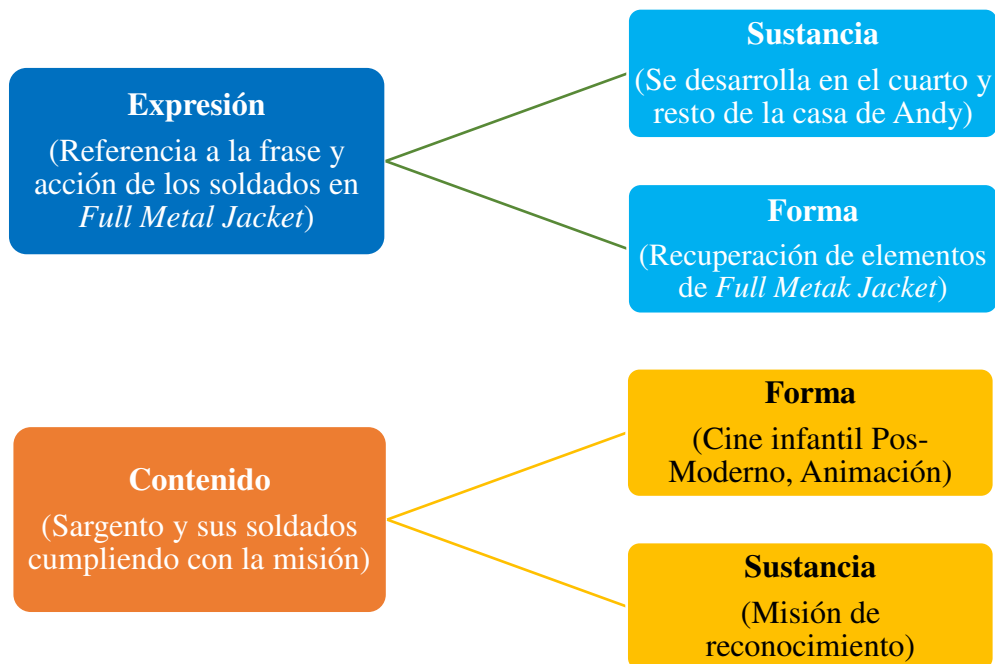 Expresión
(Referencia a la frase y
acción de los soldados en
Full Metal Jacket)
Sustancia
(Se desarrolla en el cuarto y
resto de la casa de Andy)
Forma
(Recuperación de elementos
de Full Metak Jacket)
Contenido
(Sargento y sus soldados
cumpliendo con la misión)
Forma
(Cine infantil Pos-
Moderno, Animación)
Sustancia
(Misión de
reconocimiento)